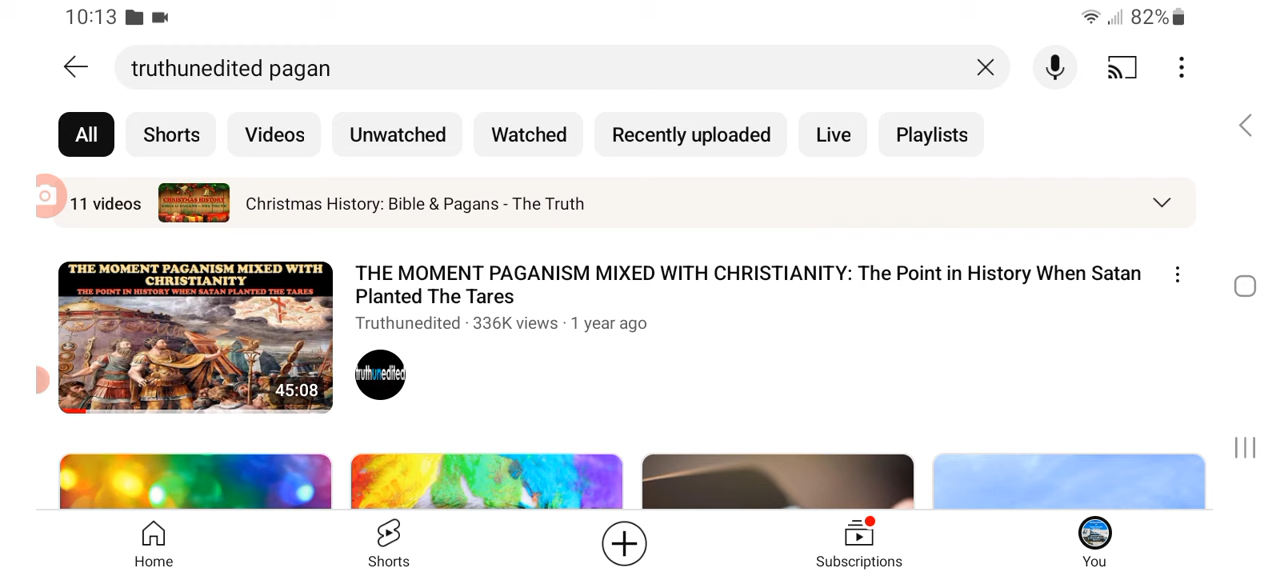 10:13
82%
truthunedited pagan
All
Shorts
Videos
Unwatched
Watched
Recently uploaded
Live
Playlists
11 videos
CHRISTMAS HISTORY
Christmas History: Bible & Pagans - The Truth
THE MOMENT PAGANISM MIXED WITH
CHRISTIANITY
THE POINT IN HISTORY WHEN SATAN PLANTED THE TARES
45:08
THE MOMENT PAGANISM MIXED WITH CHRISTIANITY: The Point in History When Satan
Planted The Tares
Truthunedited · 336K views · 1 year ago
truthunedited
Home
Shorts
Subscriptions
You